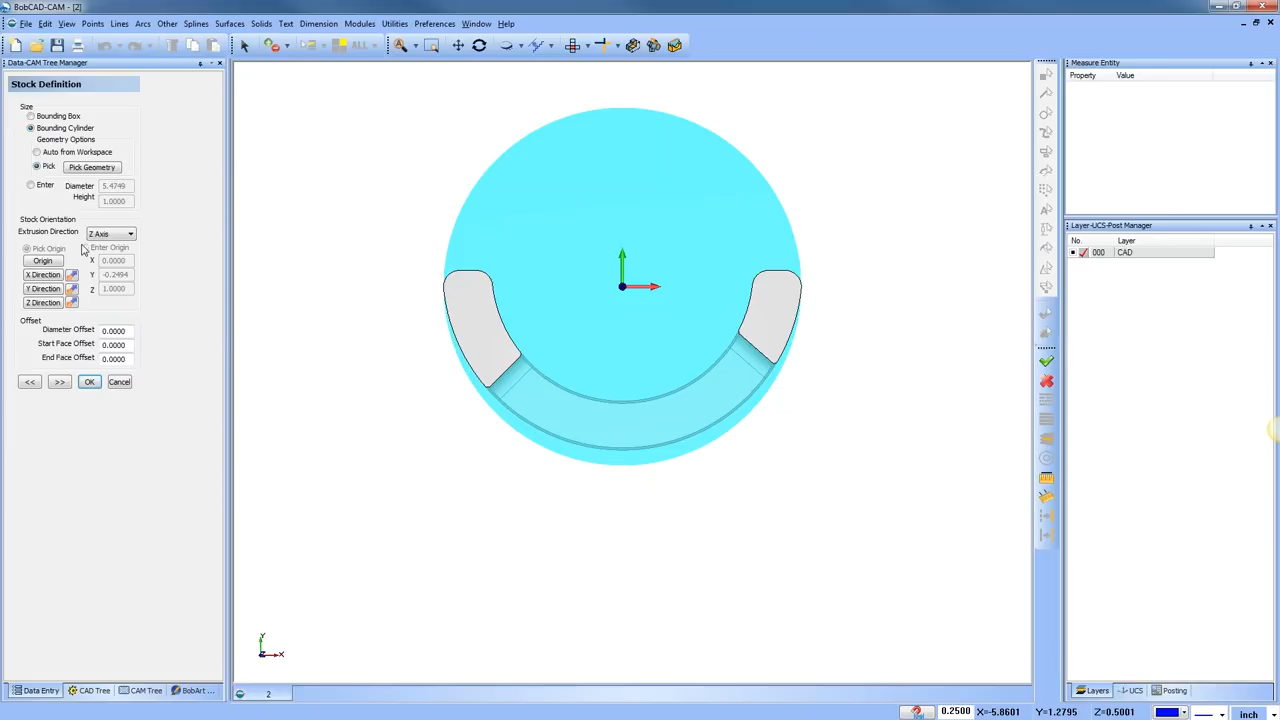 BobCAD-CAM - [2]
File Edit View Points Lines Arcs Other Splines Surfaces Solids Text Dimension Modules Utilities Preferences Window Help
ALL
Data-CAM Tree Manager
Stock Definition
Size
Bounding Box
Bounding Cylinder
Geometry Options
Auto from Workspace
Pick Pick Geometry
Enter Diameter 5.4749
Height 1.0000
Stock Orientation
Extrusion Direction Z Axis
Pick Origin Enter Origin
Origin X 0.0000
X Direction Y -0.2494
Y Direction Z 1.0000
Z Direction
Offset
Diameter Offset 0.0000
Start Face Offset 0.0000
End Face Offset 0.0000
<< >> OK Cancel
Y
Z X
Data Entry CAD Tree CAM Tree BobArt ...
2
Measure Entity
Property Value
Layer-UCS-Post Manager
No. Layer
000 CAD
Layers UCS Posting
0.2500 X=-5.8601 Y=1.2795 Z=0.5001 inch